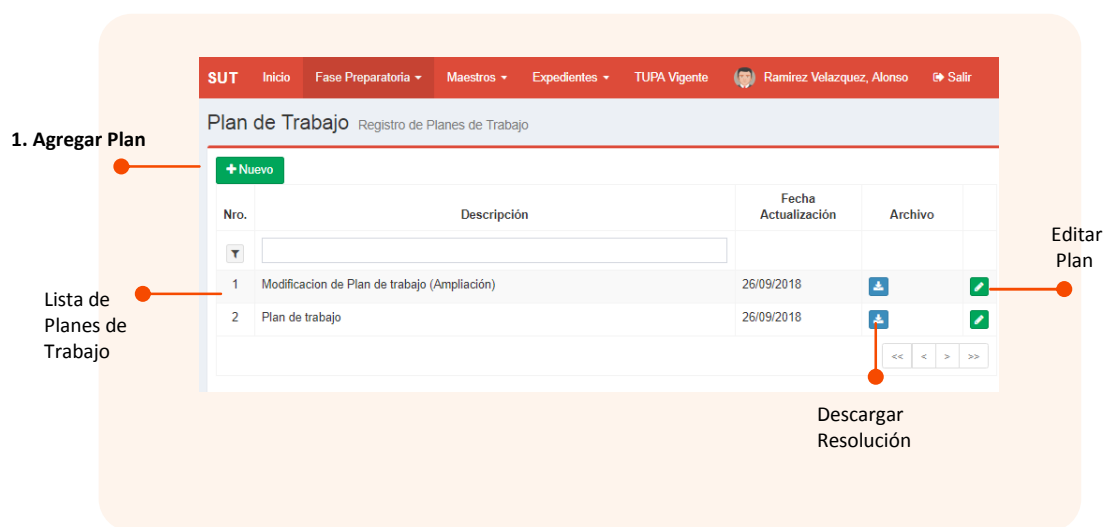 SUT Inicio Fase Preparatoria Maestros Expedientes TUPA Vigente Ramirez Velazquez, Alonso Salir
Plan de Trabajo Registro de Planes de Trabajo
1. Agregar Plan
+ Nuevo
Nro. Descripción Fecha Actualización Archivo
1 Modificacion de Plan de trabajo (Ampliación) 26/09/2018
2 Plan de trabajo 26/09/2018
<< < > >>
Editar
Plan
Lista de
Planes de
Trabajo
Descargar
Resolución